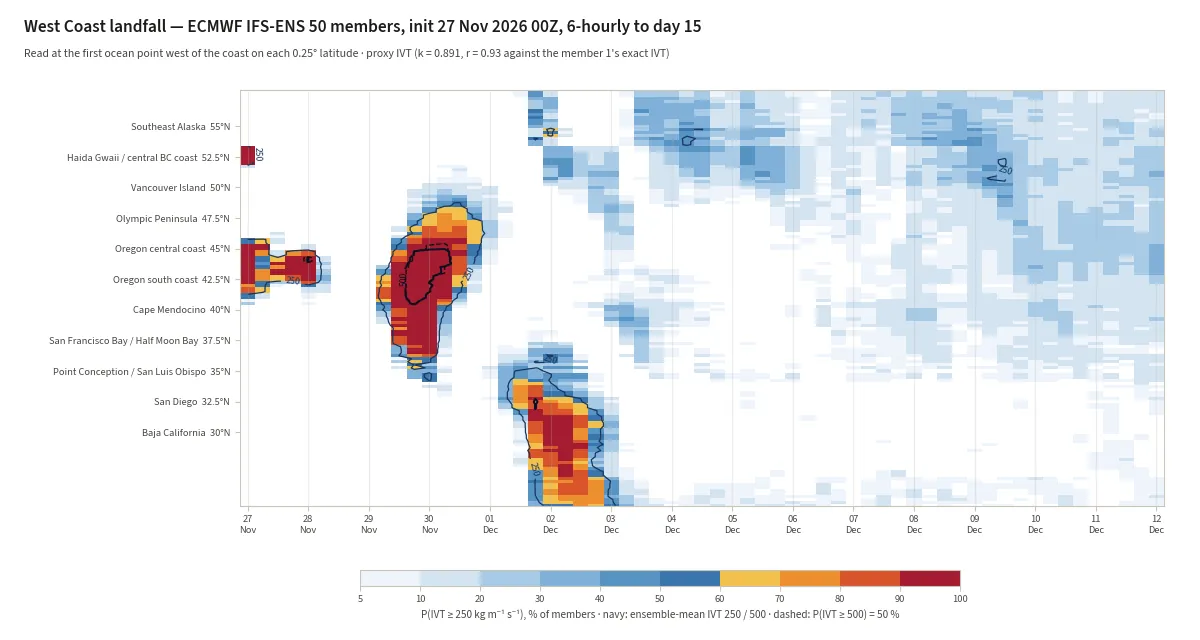 West Coast landfall — ECMWF IFS-ENS 50 members, init 27 Nov 2026 00Z, 6-hourly to day 15
Read at the first ocean point west of the coast on each 0.25° latitude · proxy IVT (k = 0.891, r = 0.93 against the member 1's exact IVT)
Southeast Alaska 55°N
Haida Gwaii / central BC coast 52.5°N
250
Vancouver Island 50°N
250
Olympic Peninsula 47.5°N
Oregon central coast 45°N
Oregon south coast 42.5°N
250
500
250
Cape Mendocino 40°N
San Francisco Bay / Half Moon Bay 37.5°N
Point Conception / San Luis Obispo 35°N
San Diego 32.5°N
Baja California 30°N
250
27 28 29 30 01 02 03 04 05 06 07 08 09 10 11 12
Nov Nov Nov Nov Dec Dec Dec Dec Dec Dec Dec Dec Dec Dec Dec Dec
5 10 20 30 40 50 60 70 80 90 100
P(IVT ≥ 250 kg m⁻¹ s⁻¹), % of members · navy: ensemble-mean IVT 250 / 500 · dashed: P(IVT ≥ 500) = 50 %